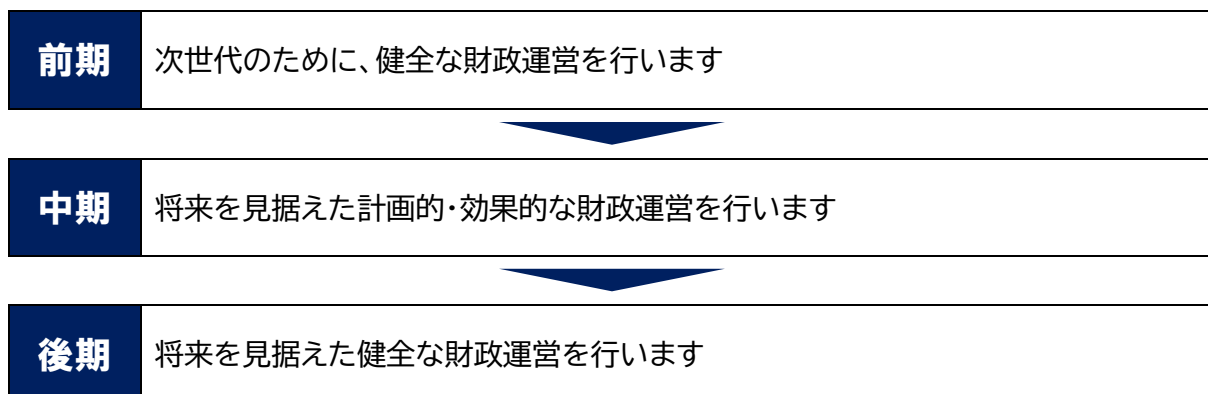 前期
次世代のために、健全な財政運営を行います
中期
将来を見据えた計画的・効果的な財政運営を行います
後期
将来を見据えた健全な財政運営を行います